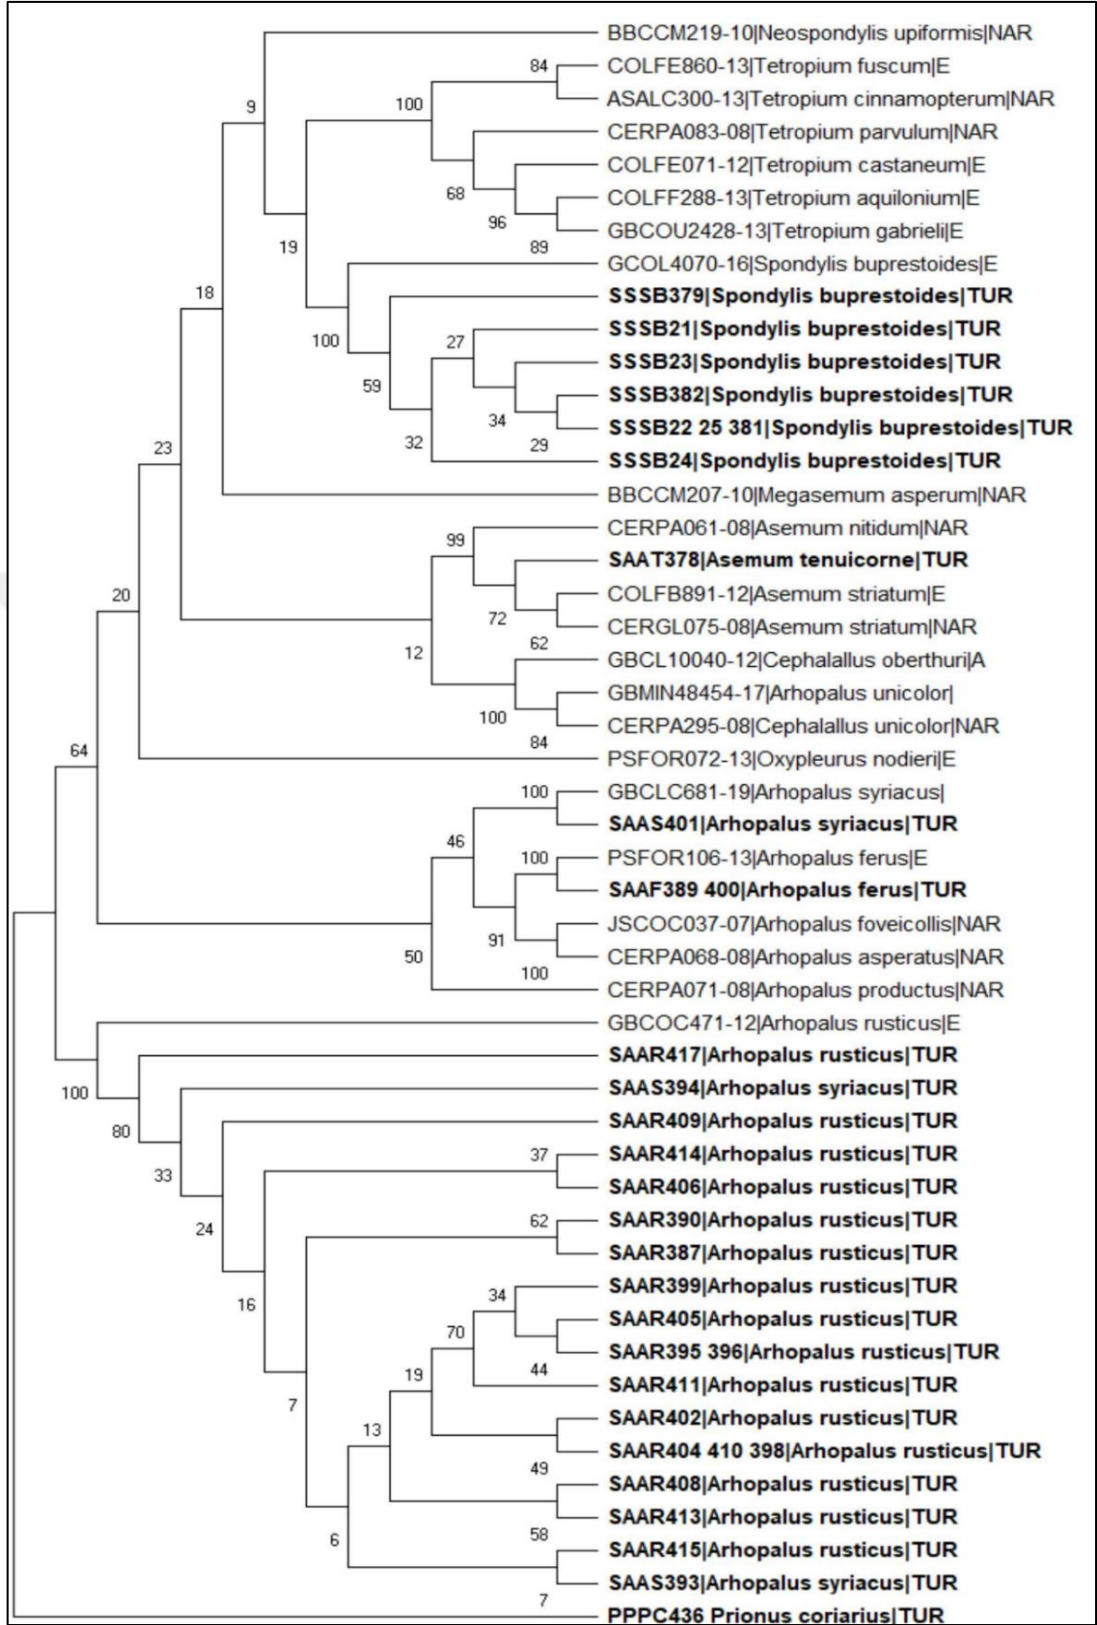 BBCCM219-10|Neospondylis upiformis|NAR
84
COLFE860-13|Tetropium fuscum|E
9
100
ASALC300-13|Tetropium cinnamopterum|NAR
CERPA083-08|Tetropium parvulum|NAR
COLFE071-12|Tetropium castaneum|E
68
COLFF288-13|Tetropium aquilonium|E
96
GBCOU2428-13|Tetropium gabrieli|E
19
89
GCOL4070-16|Spondylis buprestoides|E
18
SSSB379|Spondylis buprestoides|TUR
SSSB21|Spondylis buprestoides|TUR
100
27
SSSB23|Spondylis buprestoides|TUR
59
SSSB382|Spondylis buprestoides|TUR
34
SSSB22 25 381|Spondylis buprestoides|TUR
32
29
23
SSSB24|Spondylis buprestoides|TUR
BBCCM207-10|Megasemum asperum|NAR
CERPA061-08|Asemum nitidum|NAR
99
SAAT378|Asemum tenuicorne|TUR
20
COLFB891-12|Asemum striatum|E
72
CERGL075-08|Asemum striatum|NAR
62
12
GBCL10040-12|Cephalallus oberthuri|A
GBMIN48454-17|Arhopalus unicolor|
100
CERPA295-08|Cephalallus unicolor|NAR
84
64
PSFOR072-13|Oxypleurus nodieri|E
100
GBCLC681-19|Arhopalus syriacus|
SAAS401|Arhopalus syriacus|TUR
46
100
PSFOR106-13|Arhopalus ferus|E
SAAF389 400|Arhopalus ferus|TUR
JSCOC037-07|Arhopalus foveicollis|NAR
91
50
CERPA068-08|Arhopalus asperatus|NAR
100
CERPA071-08|Arhopalus productus|NAR
GBCOC471-12|Arhopalus rusticus|E
SAAR417|Arhopalus rusticus|TUR
100
SAAS394|Arhopalus syriacus|TUR
80
SAAR409|Arhopalus rusticus|TUR
37
SAAR414|Arhopalus rusticus|TUR
33
SAAR406|Arhopalus rusticus|TUR
62
SAAR390|Arhopalus rusticus|TUR
24
SAAR387|Arhopalus rusticus|TUR
34
SAAR399|Arhopalus rusticus|TUR
16
SAAR405|Arhopalus rusticus|TUR
70
SAAR395 396|Arhopalus rusticus|TUR
19
44
SAAR411|Arhopalus rusticus|TUR
7
13
SAAR402|Arhopalus rusticus|TUR
SAAR404 410 398|Arhopalus rusticus|TUR
49
SAAR408|Arhopalus rusticus|TUR
SAAR413|Arhopalus rusticus|TUR
6
58
SAAR415|Arhopalus rusticus|TUR
SAAS393|Arhopalus syriacus|TUR
7
PPPC436 Prionus coriarius|TUR